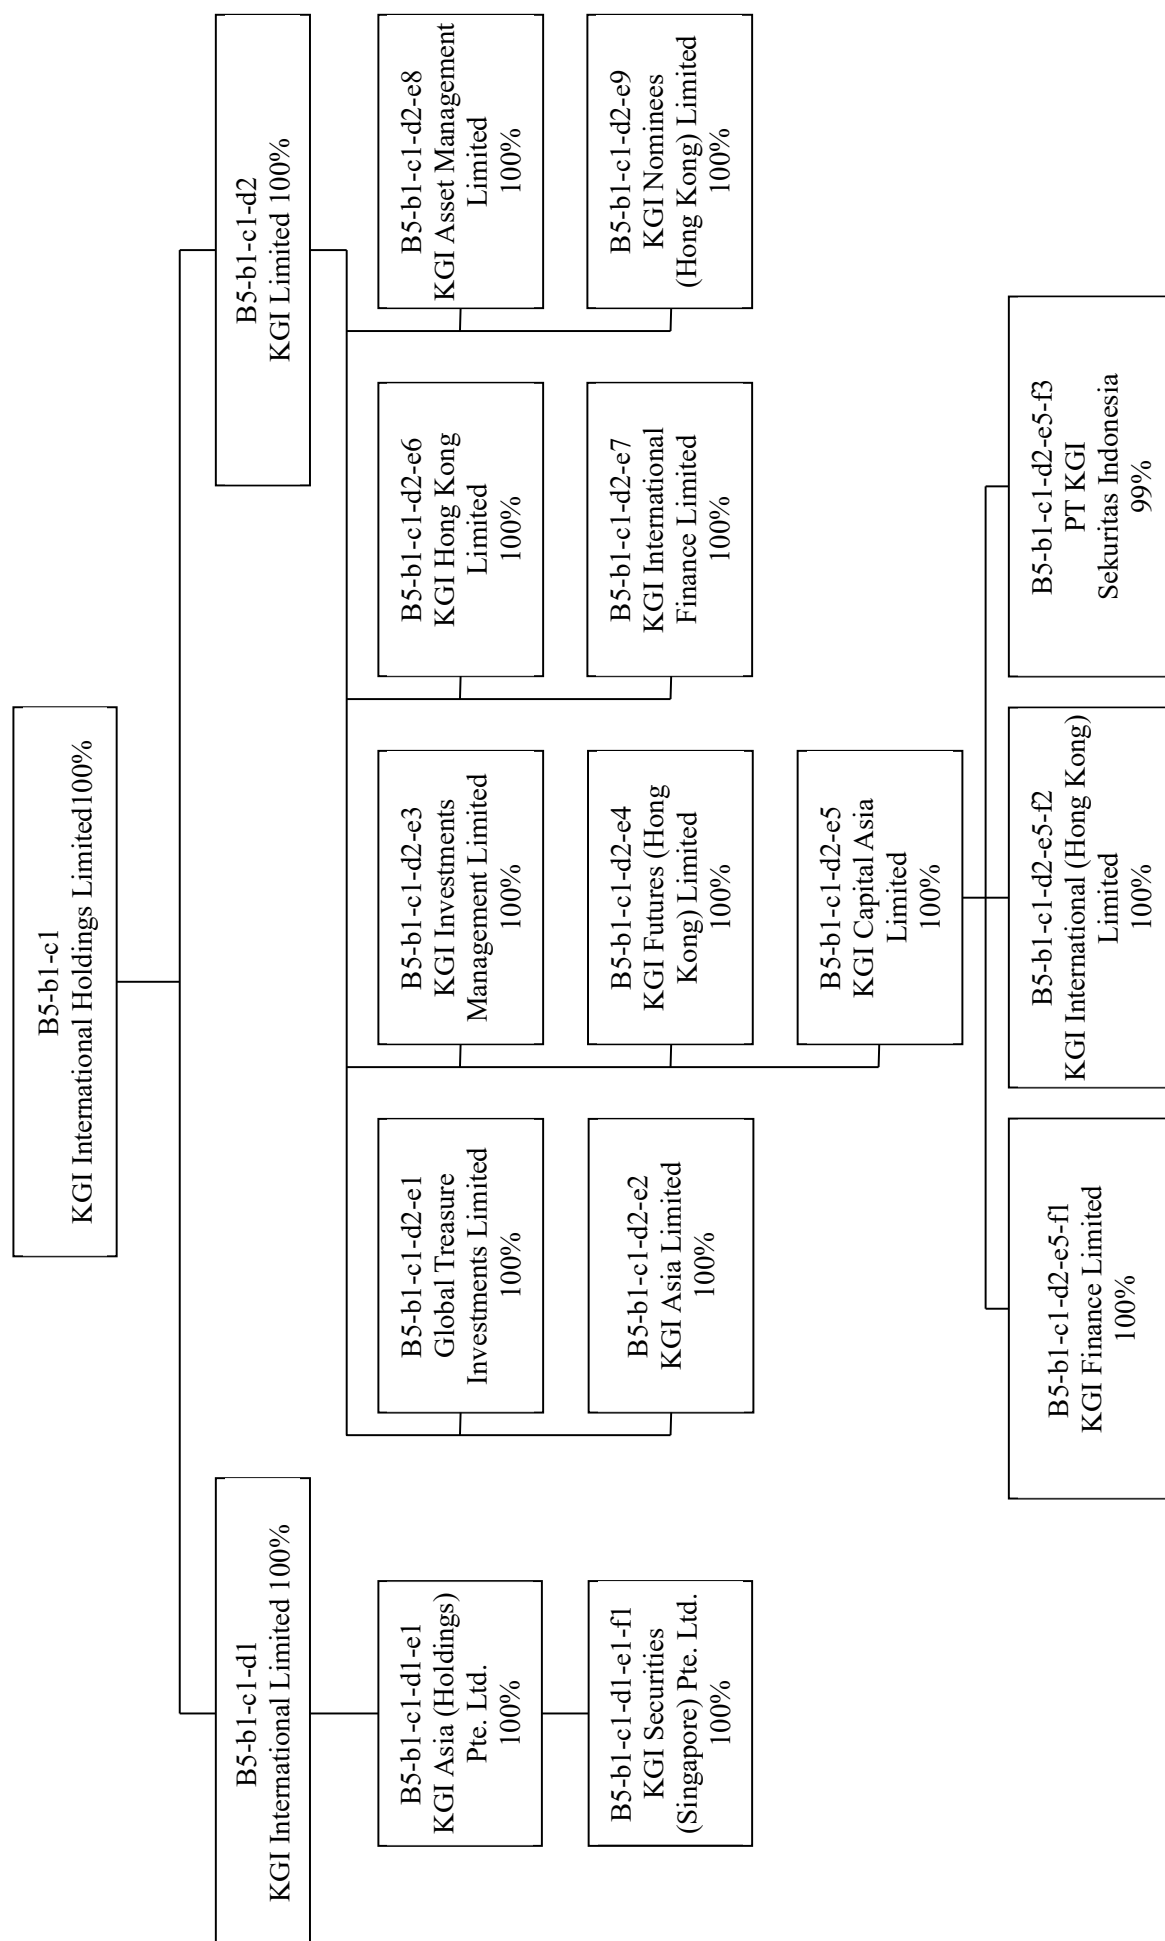 B5-b1-c1
KGI International Holdings Limited100%
B5-b1-c1-d1
KGI International Limited 100%
B5-b1-c1-d2
KGI Limited 100%
B5-b1-c1-d1-e1
KGI Asia (Holdings)
Pte. Ltd.
100%
B5-b1-c1-d1-e1-f1
KGI Securities
(Singapore) Pte. Ltd.
100%
B5-b1-c1-d2-e1
Global Treasure
Investments Limited
100%
B5-b1-c1-d2-e2
KGI Asia Limited
100%
B5-b1-c1-d2-e3
KGI Investments
Management Limited
100%
B5-b1-c1-d2-e4
KGI Futures (Hong
Kong) Limited
100%
B5-b1-c1-d2-e5
KGI Capital Asia
Limited
100%
B5-b1-c1-d2-e6
KGI Hong Kong
Limited
100%
B5-b1-c1-d2-e7
KGI International
Finance Limited
100%
B5-b1-c1-d2-e8
KGI Asset Management
Limited
100%
B5-b1-c1-d2-e9
KGI Nominees
(Hong Kong) Limited
100%
B5-b1-c1-d2-e5-f1
KGI Finance Limited
100%
B5-b1-c1-d2-e5-f2
KGI International (Hong Kong)
Limited
100%
B5-b1-c1-d2-e5-f3
PT KGI
Sekuritas Indonesia
99%